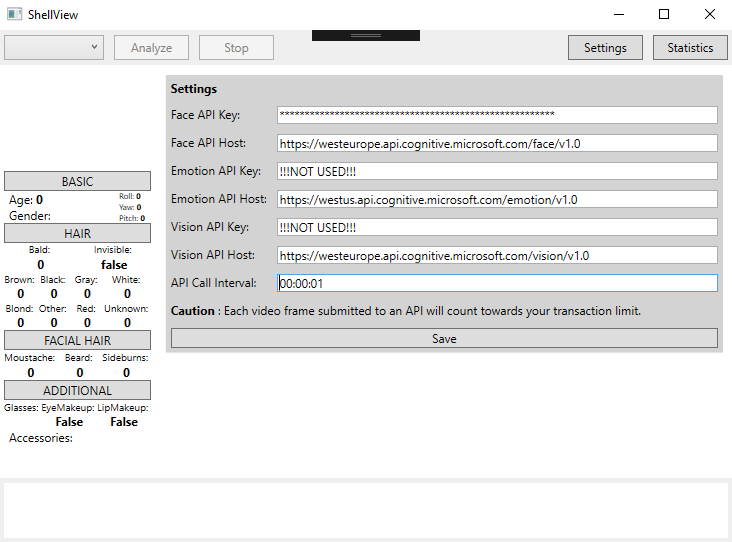 ShellView
Analyze Stop Settings Statistics
Settings
Face API Key: *******************************************************
Face API Host: https://westeurope.api.cognitive.microsoft.com/face/v1.0
Emotion API Key: !!!NOT USED!!!
Emotion API Host: https://westus.api.cognitive.microsoft.com/emotion/v1.0
Vision API Key: !!!NOT USED!!!
Vision API Host: https://westeurope.api.cognitive.microsoft.com/vision/v1.0
API Call Interval: 00:00:01
Caution : Each video frame submitted to an API will count towards your transaction limit.
Save
BASIC
Age: 0 Roll: 0
Yaw: 0
Gender: Pitch: 0
HAIR
Bald: Invisible:
0 false
Brown: Black: Gray: White:
0 0 0 0
Blond: Other: Red: Unknown:
0 0 0 0
FACIAL HAIR
Moustache: Beard: Sideburns:
0 0 0
ADDITIONAL
Glasses: EyeMakeup: LipMakeup:
False False
Accessories: